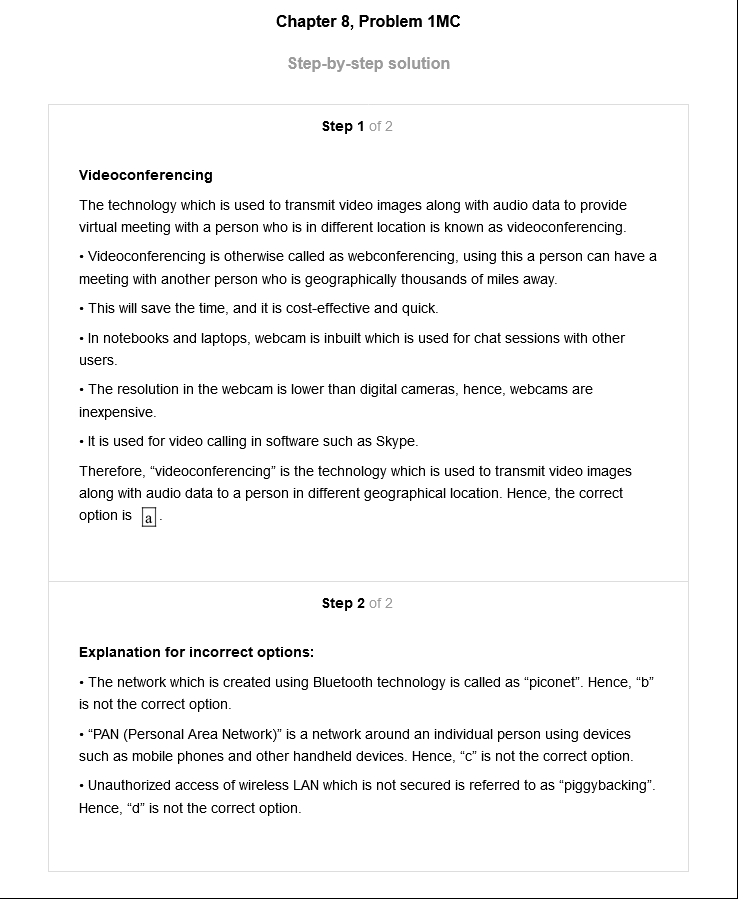 Chapter 8, Problem 1MC
Step-by-step solution
Step 1 of 2
Videoconferencing
The technology which is used to transmit video images along with audio data to provide
virtual meeting with a person who is in different location is known as videoconferencing.
• Videoconferencing is otherwise called as webconferencing, using this a person can have a
meeting with another person who is geographically thousands of miles away.
• This will save the time, and it is cost-effective and quick.
• In notebooks and laptops, webcam is inbuilt which is used for chat sessions with other
users.
• The resolution in the webcam is lower than digital cameras, hence, webcams are
inexpensive.
• It is used for video calling in software such as Skype.
Therefore, “videoconferencing” is the technology which is used to transmit video images
along with audio data to a person in different geographical location. Hence, the correct
option is a .
Step 2 of 2
Explanation for incorrect options:
• The network which is created using Bluetooth technology is called as “piconet”. Hence, “b”
is not the correct option.
• “PAN (Personal Area Network)” is a network around an individual person using devices
such as mobile phones and other handheld devices. Hence, “c” is not the correct option.
• Unauthorized access of wireless LAN which is not secured is referred to as “piggybacking”.
Hence, “d” is not the correct option.